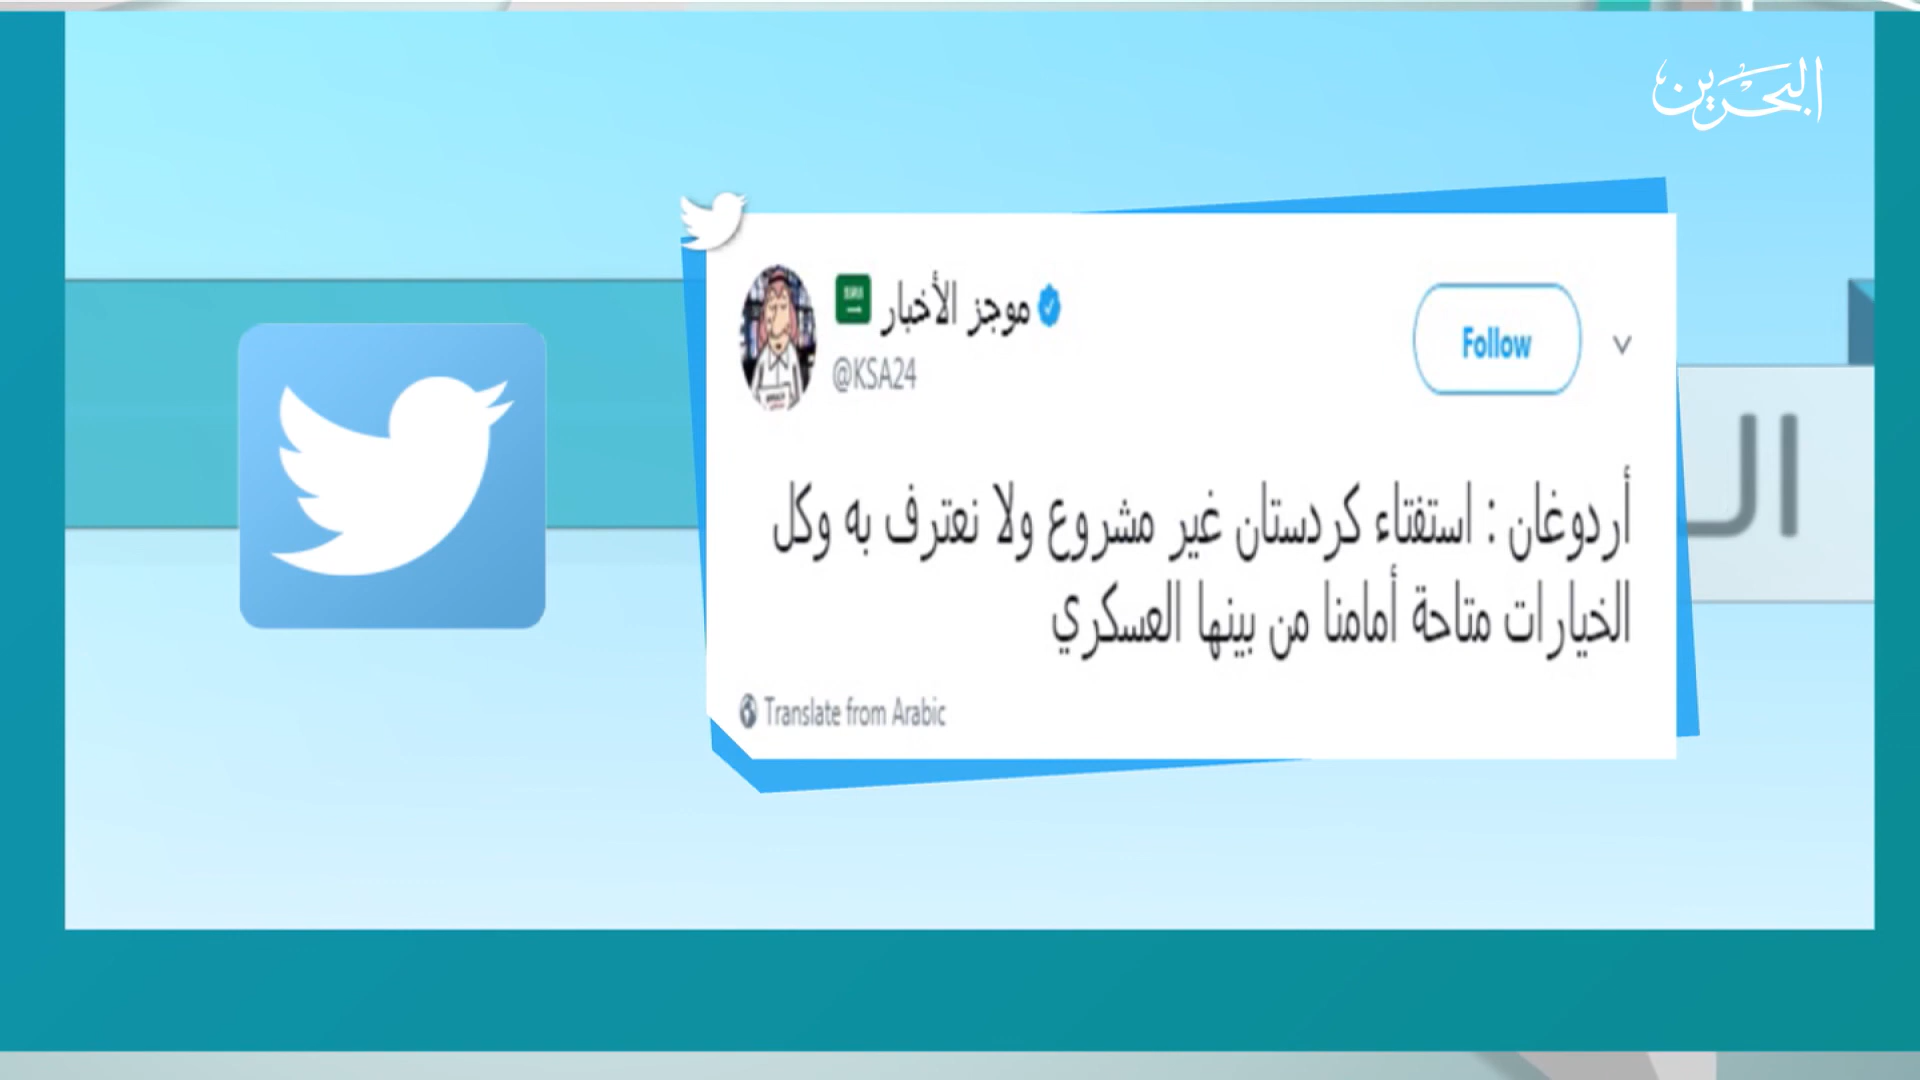 البحرين
موجز الأخبار
@KSA24
Follow
أردوغان : استفتاء كردستان غير مشروع ولا نعترف به وكل
الخيارات متاحة أمامنا من بينها العسكري
Translate from Arabic